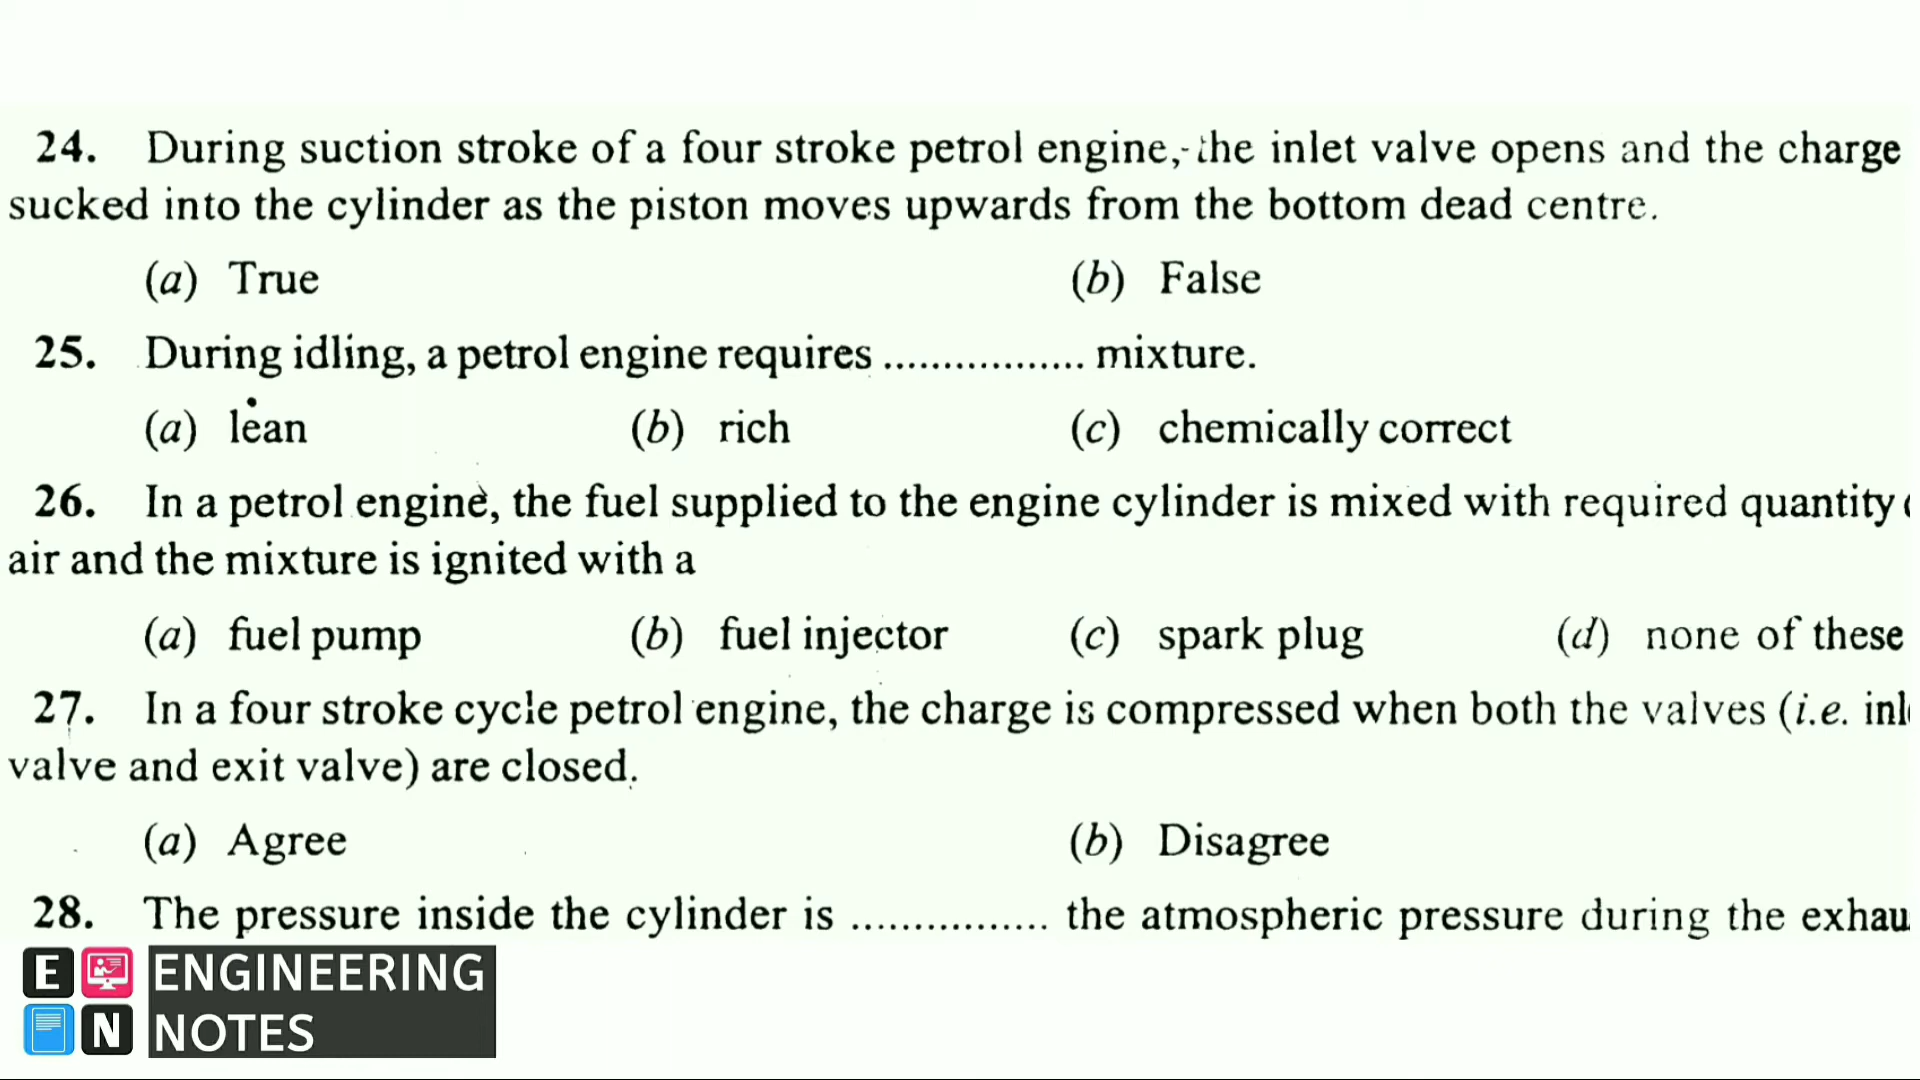 24. During suction stroke of a four stroke petrol engine, the inlet valve opens and the charge
sucked into the cylinder as the piston moves upwards from the bottom dead centre.
(a) True (b) False
25. During idling, a petrol engine requires ................. mixture.
(a) lean (b) rich (c) chemically correct
26. In a petrol engine, the fuel supplied to the engine cylinder is mixed with required quantity
air and the mixture is ignited with a
(a) fuel pump (b) fuel injector (c) spark plug (d) none of these
27. In a four stroke cycle petrol engine, the charge is compressed when both the valves (i.e.
valve and exit valve) are closed.
(a) Agree (b) Disagree
28. The pressure inside the cylinder is ................ the atmospheric pressure during the
E ENGINEERING
N NOTES